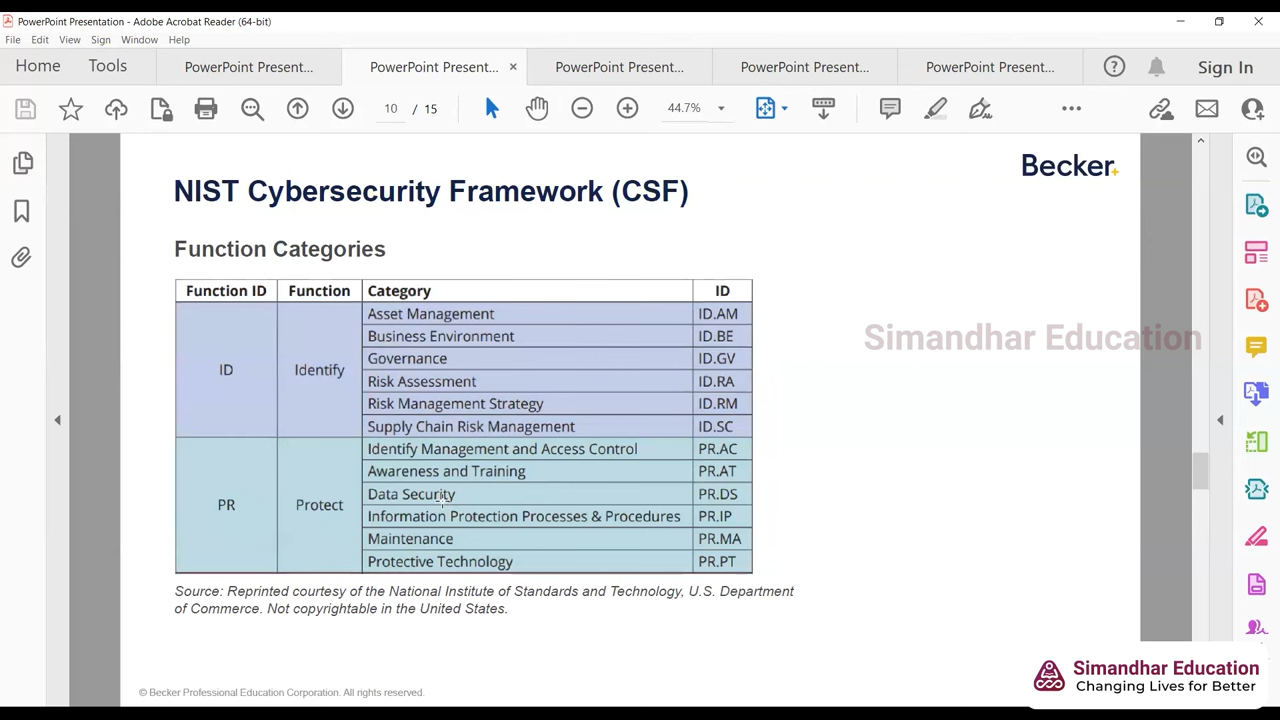 PowerPoint Presentation - Adobe Acrobat Reader (64-bit)
File Edit View Sign Window Help
Home Tools PowerPoint Present... PowerPoint Present... PowerPoint Present... PowerPoint Present... PowerPoint Present... Sign In
10 / 15 44.7%
Becker
NIST Cybersecurity Framework (CSF)
Function Categories
Function ID Function Category ID
Asset Management ID.AM
Business Environment ID.BE
Governance ID.GV
ID Identify
Risk Assessment ID.RA
Risk Management Strategy ID.RM
Supply Chain Risk Management ID.SC
Identify Management and Access Control PR.AC
Awareness and Training PR.AT
Data Security PR.DS
PR Protect
Information Protection Processes & Procedures PR.IP
Maintenance PR.MA
Protective Technology PR.PT
Simandhar Education
Source: Reprinted courtesy of the National Institute of Standards and Technology, U.S. Department
of Commerce. Not copyrightable in the United States.
© Becker Professional Education Corporation. All rights reserved.
Simandhar Education
Changing Lives for Better